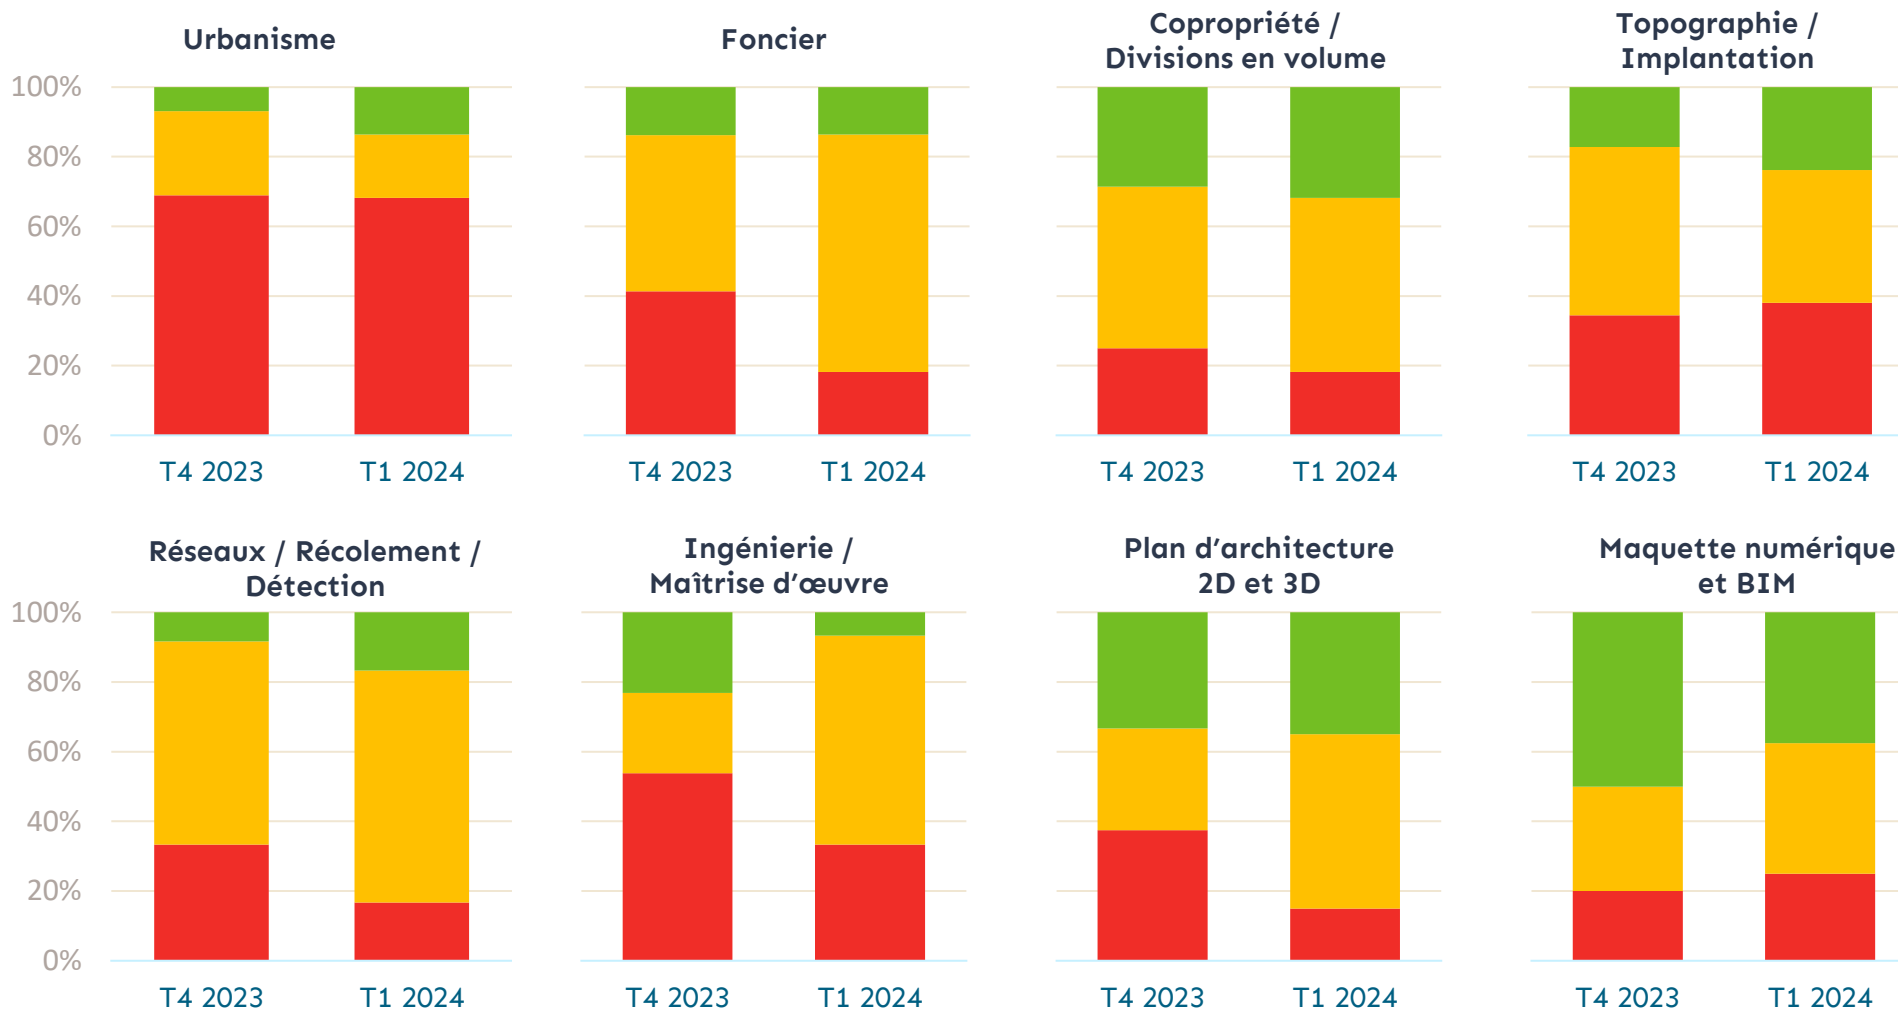 Urbanisme
Foncier
Copropriété /
Divisions en volume
Topographie /
Implantation
100%
80%
60%
40%
20%
0%
T4 2023
T1 2024
T4 2023
T1 2024
T4 2023
T1 2024
T4 2023
T1 2024
Réseaux / Récolement /
Détection
Ingénierie /
Maîtrise d’œuvre
Plan d’architecture
2D et 3D
Maquette numérique
et BIM
100%
80%
60%
40%
20%
0%
T4 2023
T1 2024
T4 2023
T1 2024
T4 2023
T1 2024
T4 2023
T1 2024